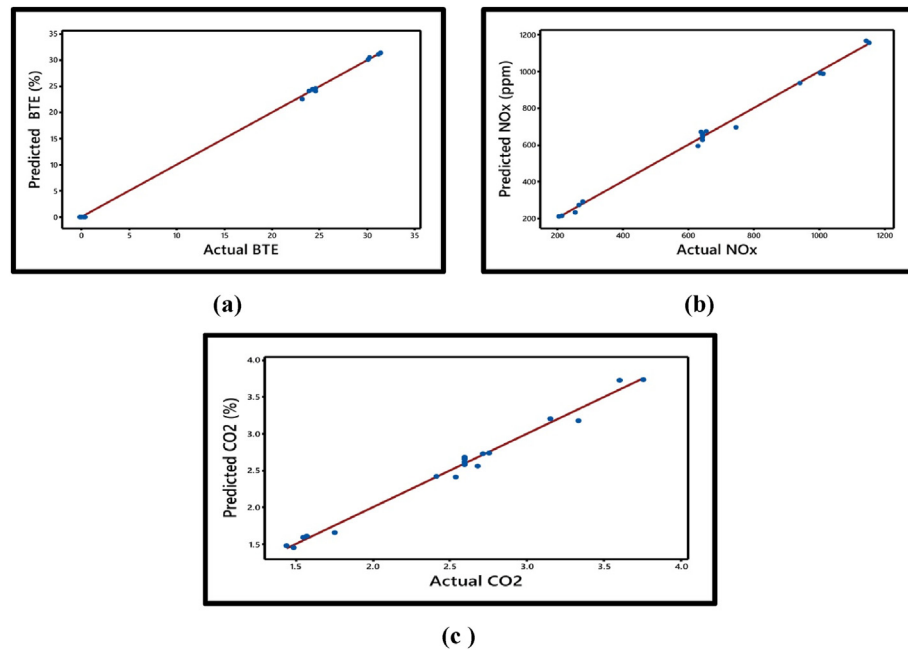 Predicted BTE (%)
35
30
25
20
15
10
5
0
0 5 10 15 20 25 30 35
Actual BTE
(a)
Predicted NOx (ppm)
1200
1000
800
600
400
200
200 400 600 800 1000 1200
Actual NOx
(b)
Predicted CO2 (%)
4.0
3.5
3.0
2.5
2.0
1.5
1.5 2.0 2.5 3.0 3.5 4.0
Actual CO2
(c )